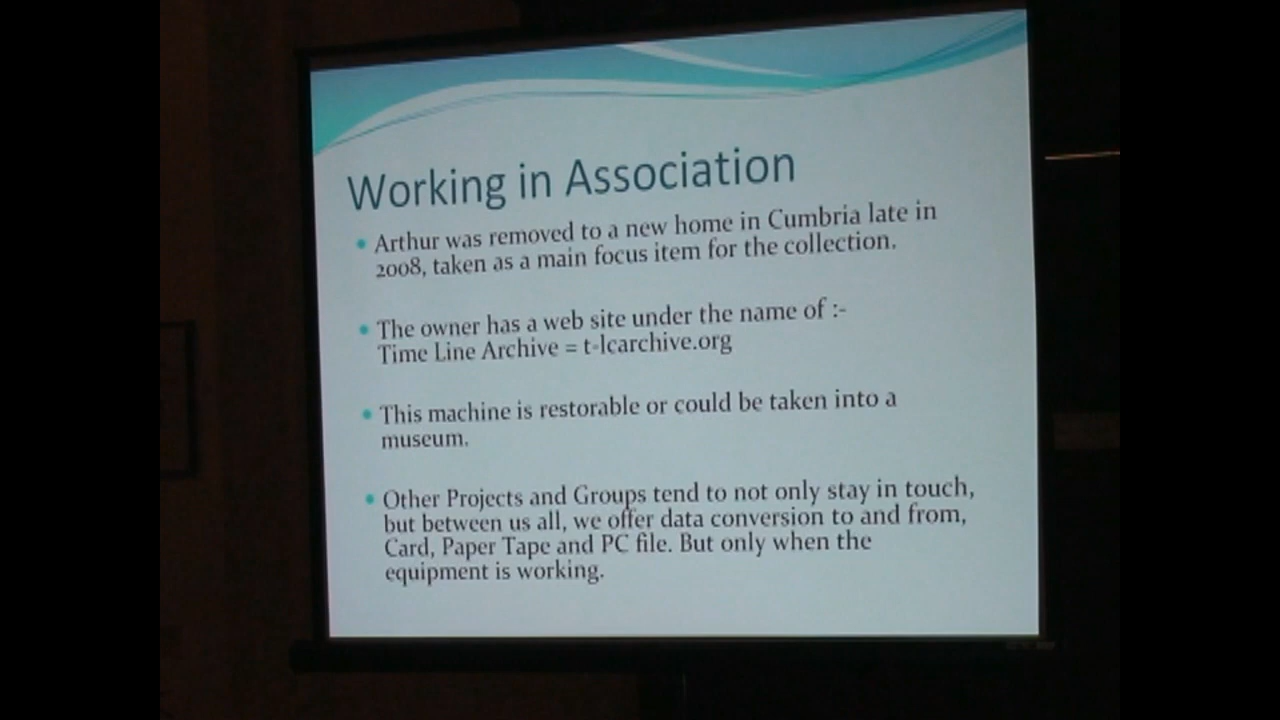 Working in Association
Arthur was removed to a new home in Cumbria late in
2008, taken as a main focus item for the collection.
The owner has a web site under the name of :-
Time Line Archive = t-lcarchive.org
This machine is restorable or could be taken into a
museum.
Other Projects and Groups tend to not only stay in touch,
but between us all, we offer data conversion to and from,
Card, Paper Tape and PC file. But only when the
equipment is working.